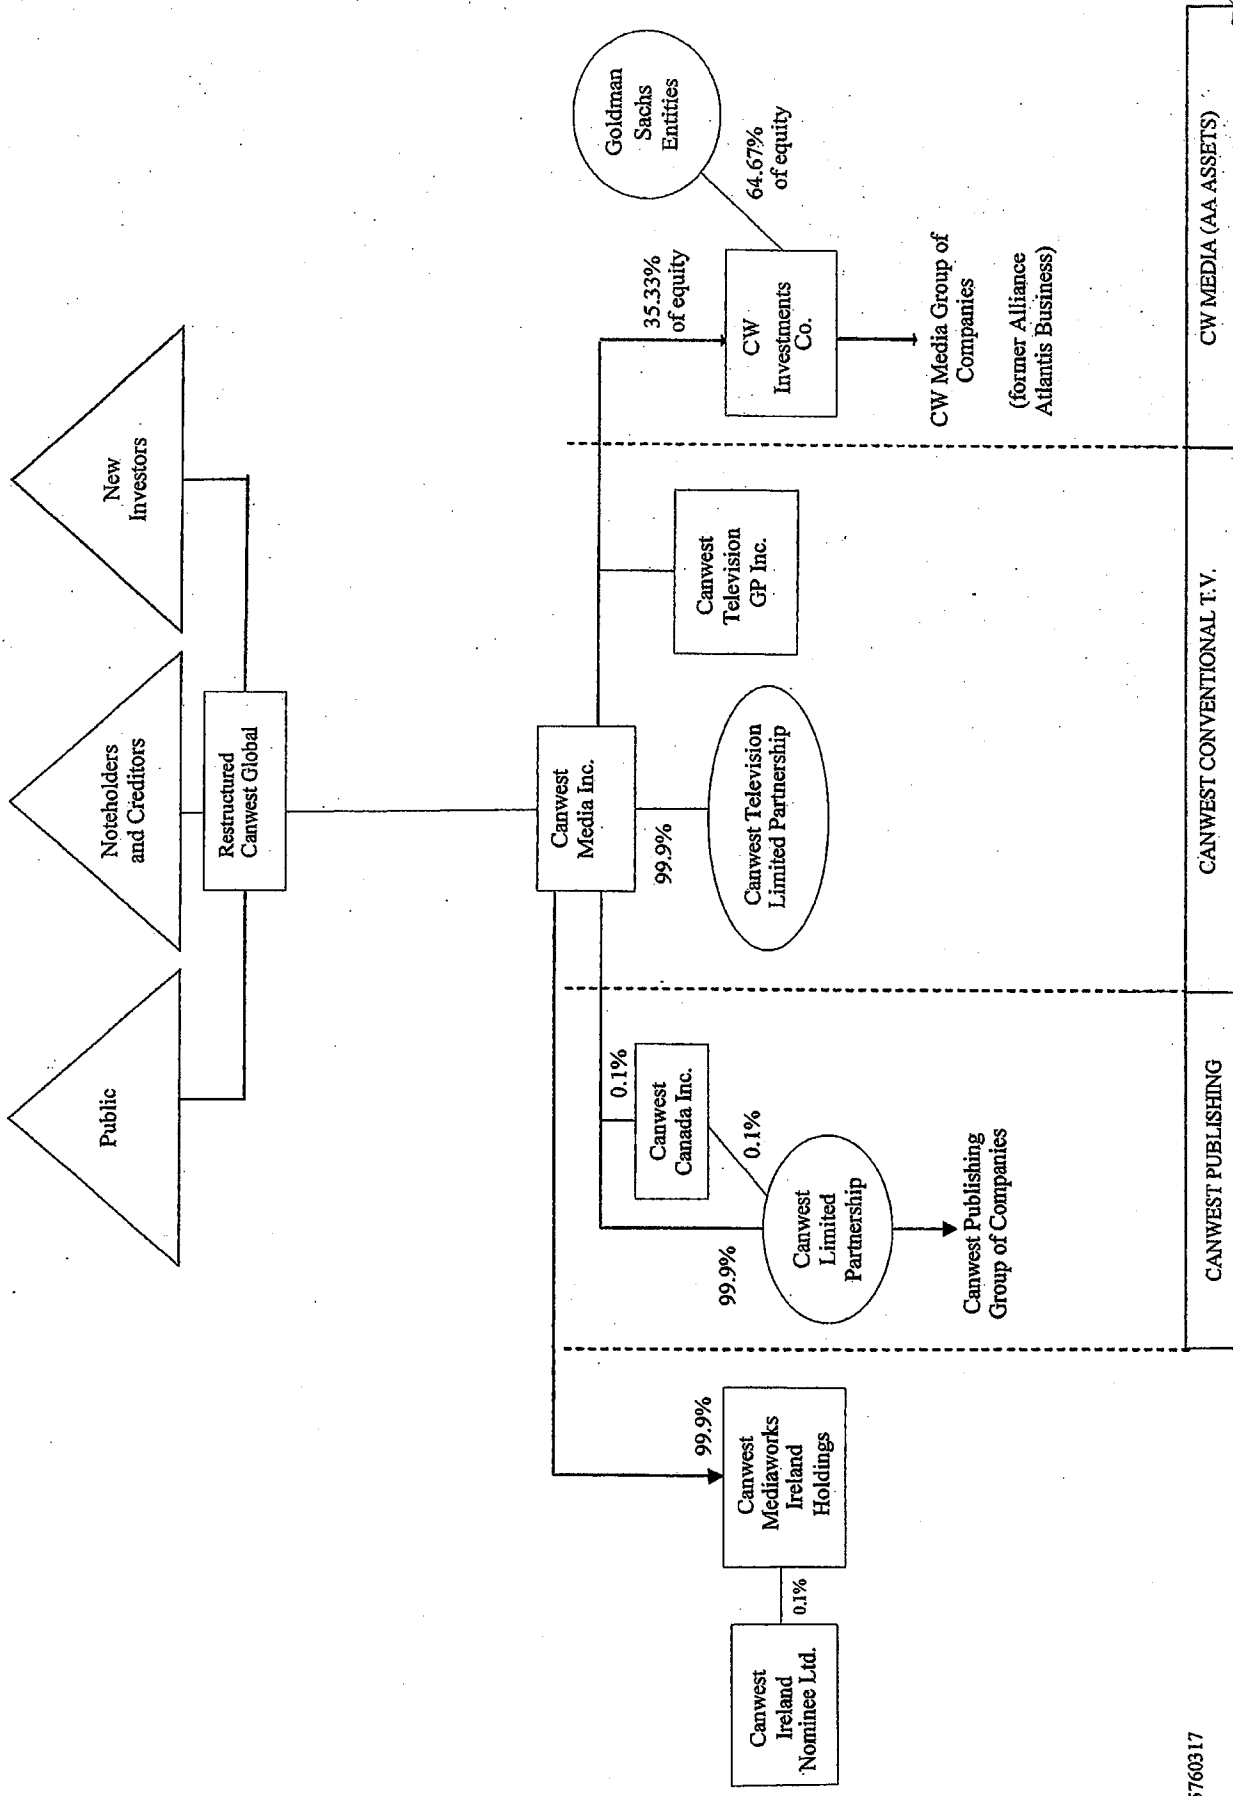 Public
Noteholders
and Creditors
New
Investors
Restructured
Canwest Global
Canwest
Media Inc.
99.9%
Canwest
Ireland
Nominee Ltd.
0.1%
Canwest
Mediaworks
Ireland
Holdings
0.1%
Canwest
Canada Inc.
0.1%
99.9%
Canwest
Limited
Partnership
Canwest Publishing
Group of Companies
99.9%
Canwest Television
Limited Partnership
Canwest
Television
GP Inc.
35.33%
of equity
CW
Investments
Co.
64.67%
of equity
Goldman
Sachs
Entities
CW Media Group of
Companies
(former Alliance
Atlantis Business)
CANWEST PUBLISHING
CANWEST CONVENTIONAL T.V.
CW MEDIA (AA ASSETS)
5760317